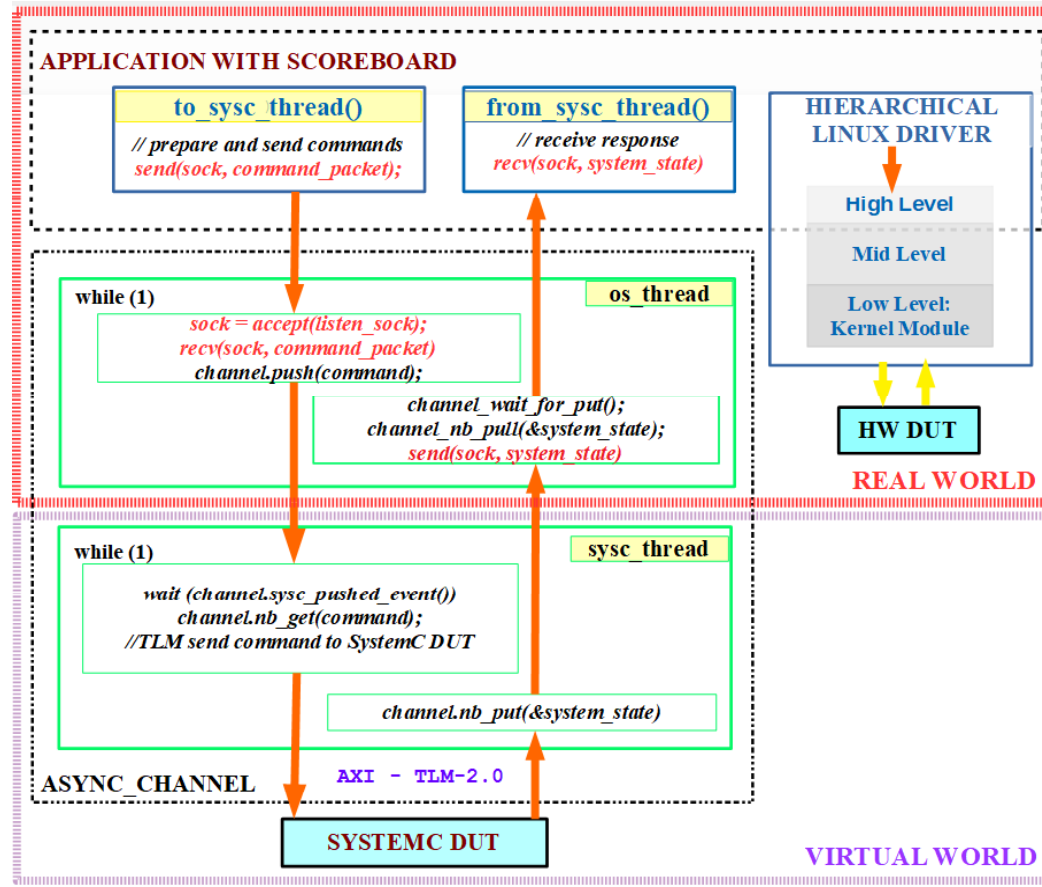 APPLICATION WITH SCOREBOARD
to_sysc_thread()
// prepare and send commands
send(sock, command_packet);
from_sysc_thread()
// receive response
recv(sock, system_state)
HIERARCHICAL
LINUX DRIVER
High Level
Mid Level
Low Level:
Kernel Module
HW DUT
REAL WORLD
while (1)
os_thread
sock = accept(listen_sock);
recv(sock, command_packet)
channel.push(command);
channel_wait_for_put();
channel_nb_pull(&system_state);
send(sock, system_state)
while (1)
sysc_thread
wait (channel.sysc_pushed_event())
channel.nb_get(command);
//TLM send command to SystemC DUT
channel.nb_put(&system_state)
ASYNC_CHANNEL
AXI - TLM-2.0
SYSTEMC DUT
VIRTUAL WORLD